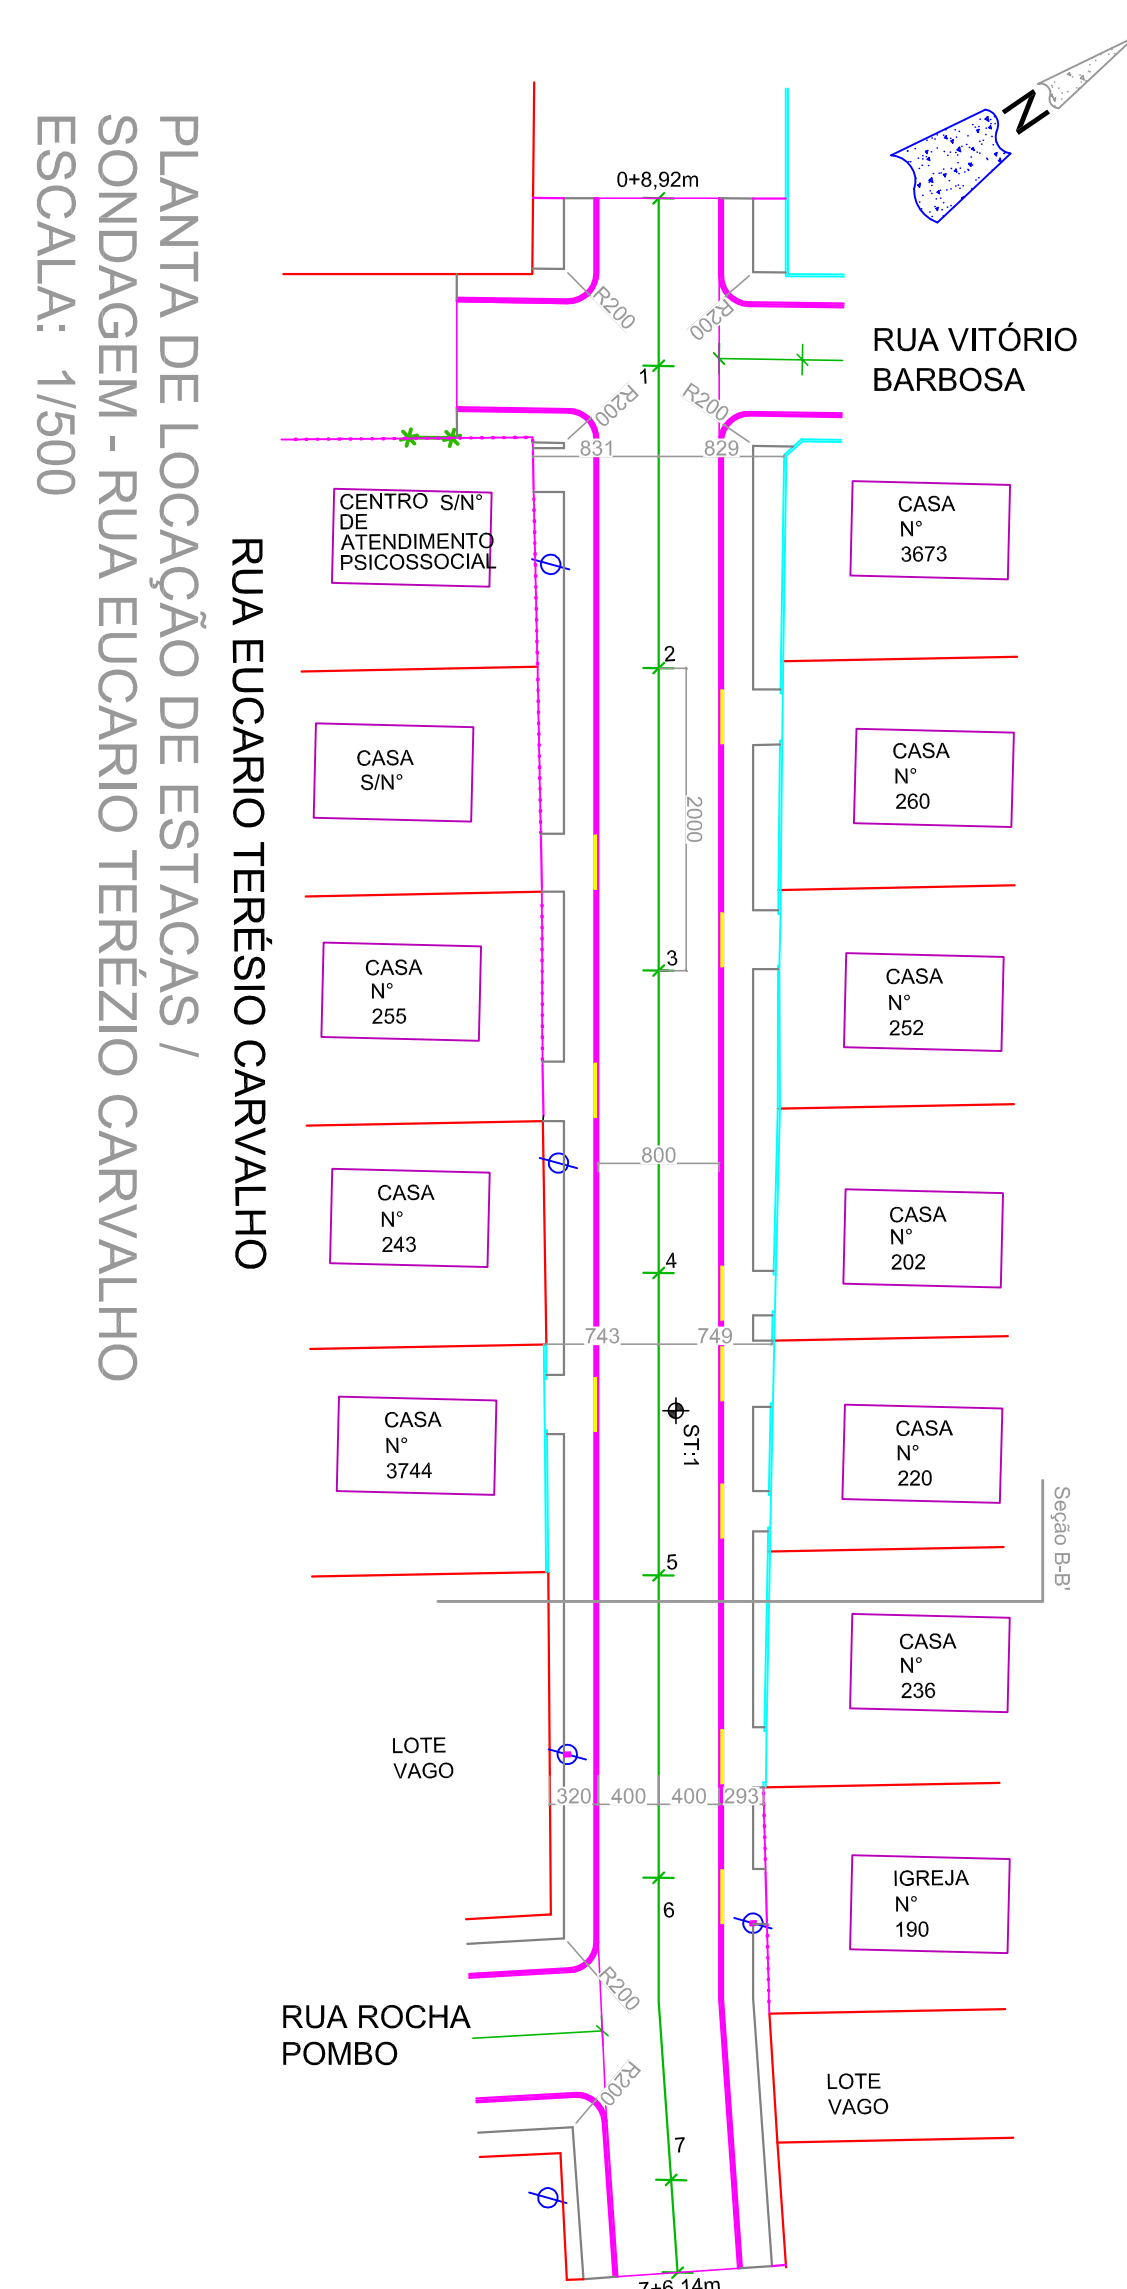 PLANTA DE LOCAÇÃO DE ESTACAS /
SONDAGEM - RUA EUCARIO TERÉZIO CARVALHO
ESCALA: 1/500
RUA EUCARIO TERÉSIO CARVALHO
N
0+8,92m
R200
R200
RUA VITÓRIO
BARBOSA
1
R200
R200
831
829
CENTRO S/N°
DE
ATENDIMENTO
PSICOSSOCIAL
CASA
N°
3673
2
CASA
S/N°
CASA
N°
260
2000
3
CASA
N°
255
CASA
N°
252
800
CASA
N°
243
CASA
N°
202
4
743
749
CASA
N°
3744
ST:1
CASA
N°
220
Seção B-B'
5
CASA
N°
236
LOTE
VAGO
320
400
400
293
6
IGREJA
N°
190
R200
RUA ROCHA
POMBO
R200
LOTE
VAGO
7
7+6,14m